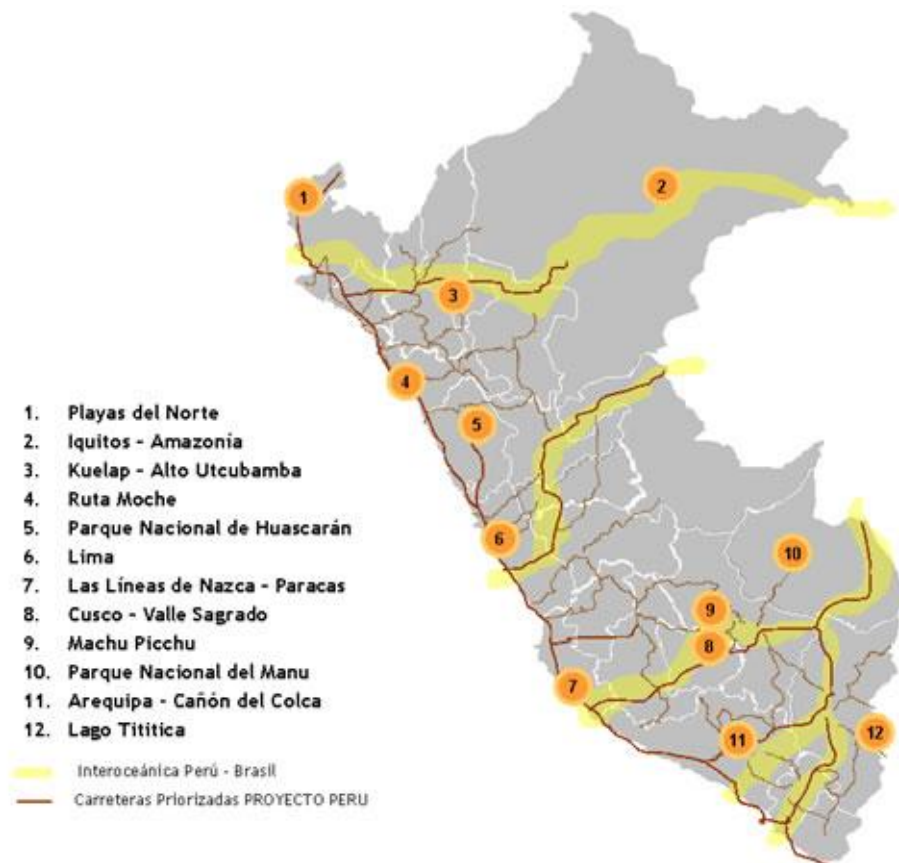 1. Playas del Norte
2. Iquitos - Amazonía
3. Kuelap - Alto Utcubamba
4. Ruta Moche
5. Parque Nacional de Huascarán
6. Lima
7. Las Líneas de Nazca - Paracas
8. Cusco - Valle Sagrado
9. Machu Picchu
10. Parque Nacional del Manu
11. Arequipa - Cañón del Colca
12. Lago Tititica
Interoceánica Perú - Brasil
Carreteras Priorizadas PROYECTO PERU
1
2
3
4
5
6
10
9
8
7
11
12